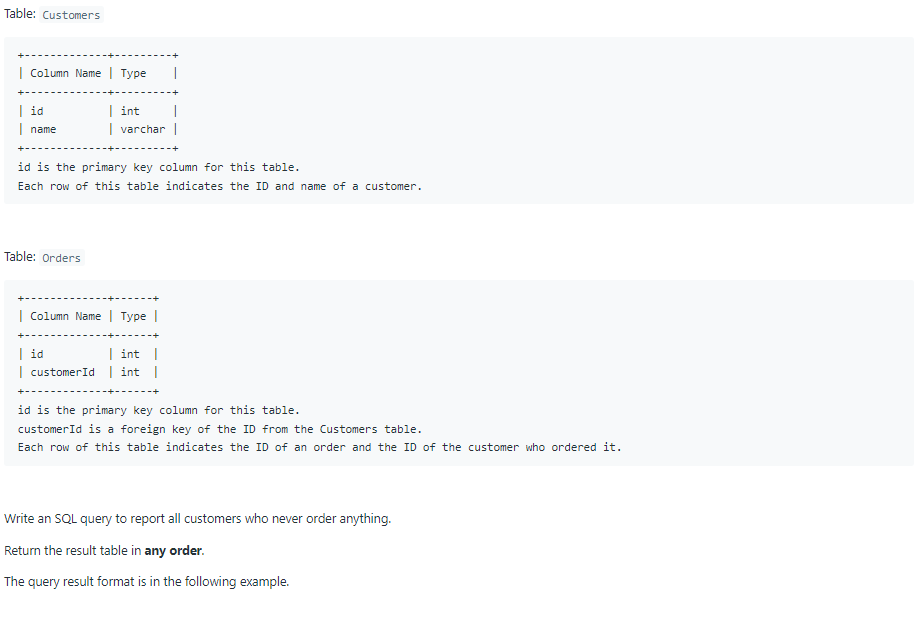 Table: Customers
+-------------+---------+
| Column Name | Type    |
+-------------+---------+
| id          | int     |
| name        | varchar |
+-------------+---------+
id is the primary key column for this table.
Each row of this table indicates the ID and name of a customer.
Table: Orders
+-------------+------+
| Column Name | Type |
+-------------+------+
| id          | int  |
| customerId  | int  |
+-------------+------+
id is the primary key column for this table.
customerId is a foreign key of the ID from the Customers table.
Each row of this table indicates the ID of an order and the ID of the customer who ordered it.
Write an SQL query to report all customers who never order anything.
Return the result table in any order.
The query result format is in the following example.